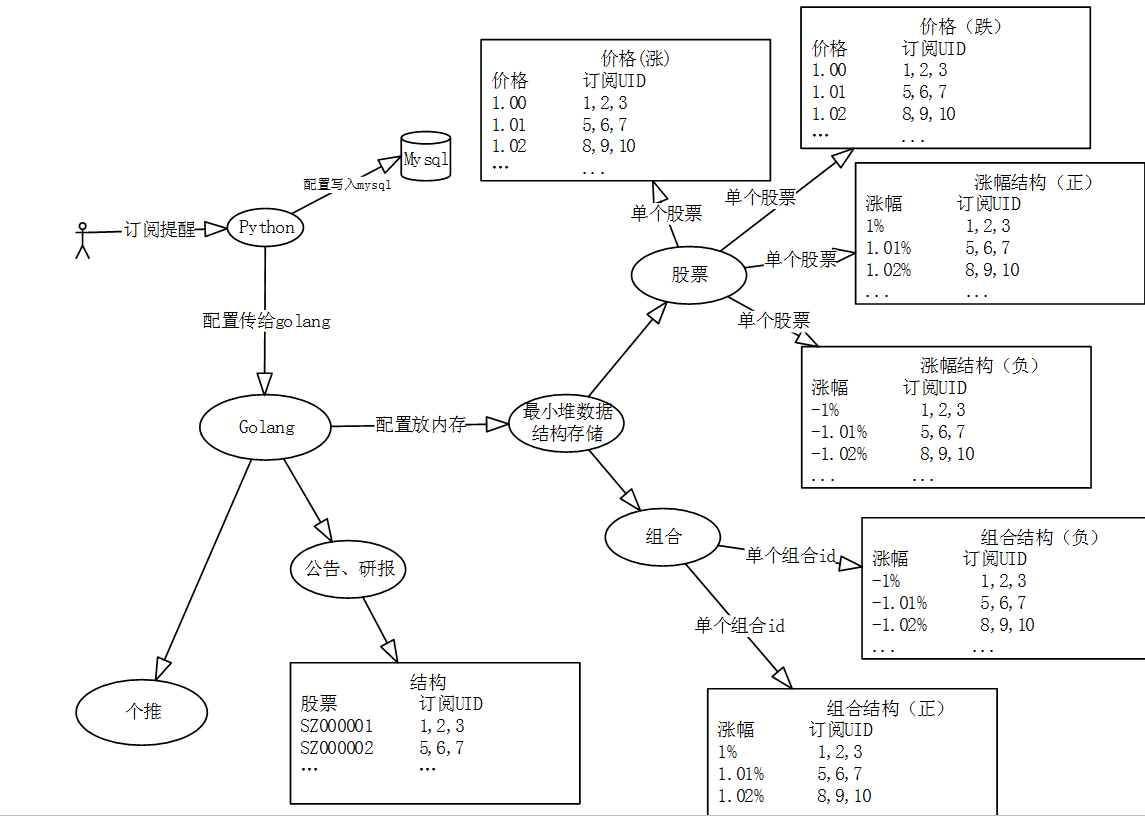 价格（跌）
价格 订阅UID
1.00 1,2,3
1.01 5,6,7
1.02 8,9,10
… ...
价格(涨)
价格 订阅UID
1.00 1,2,3
1.01 5,6,7
1.02 8,9,10
… ...
Mysql
配置写入mysql
订阅提醒
Python
单个股票
单个股票
单个股票
单个股票
股票
涨幅结构（正）
涨幅 订阅UID
1% 1,2,3
1.01% 5,6,7
1.02% 8,9,10
... ...
配置传给golang
涨幅结构（负）
涨幅 订阅UID
-1% 1,2,3
-1.01% 5,6,7
-1.02% 8,9,10
... ...
Golang
配置放内存
最小堆数据
结构存储
组合
单个组合id
单个组合id
组合结构（负）
涨幅 订阅UID
-1% 1,2,3
-1.01% 5,6,7
-1.02% 8,9,10
... ...
公告、研报
个推
结构
股票 订阅UID
SZ000001 1,2,3
SZ000002 5,6,7
… …
组合结构（正）
涨幅 订阅UID
1% 1,2,3
1.01% 5,6,7
1.02% 8,9,10